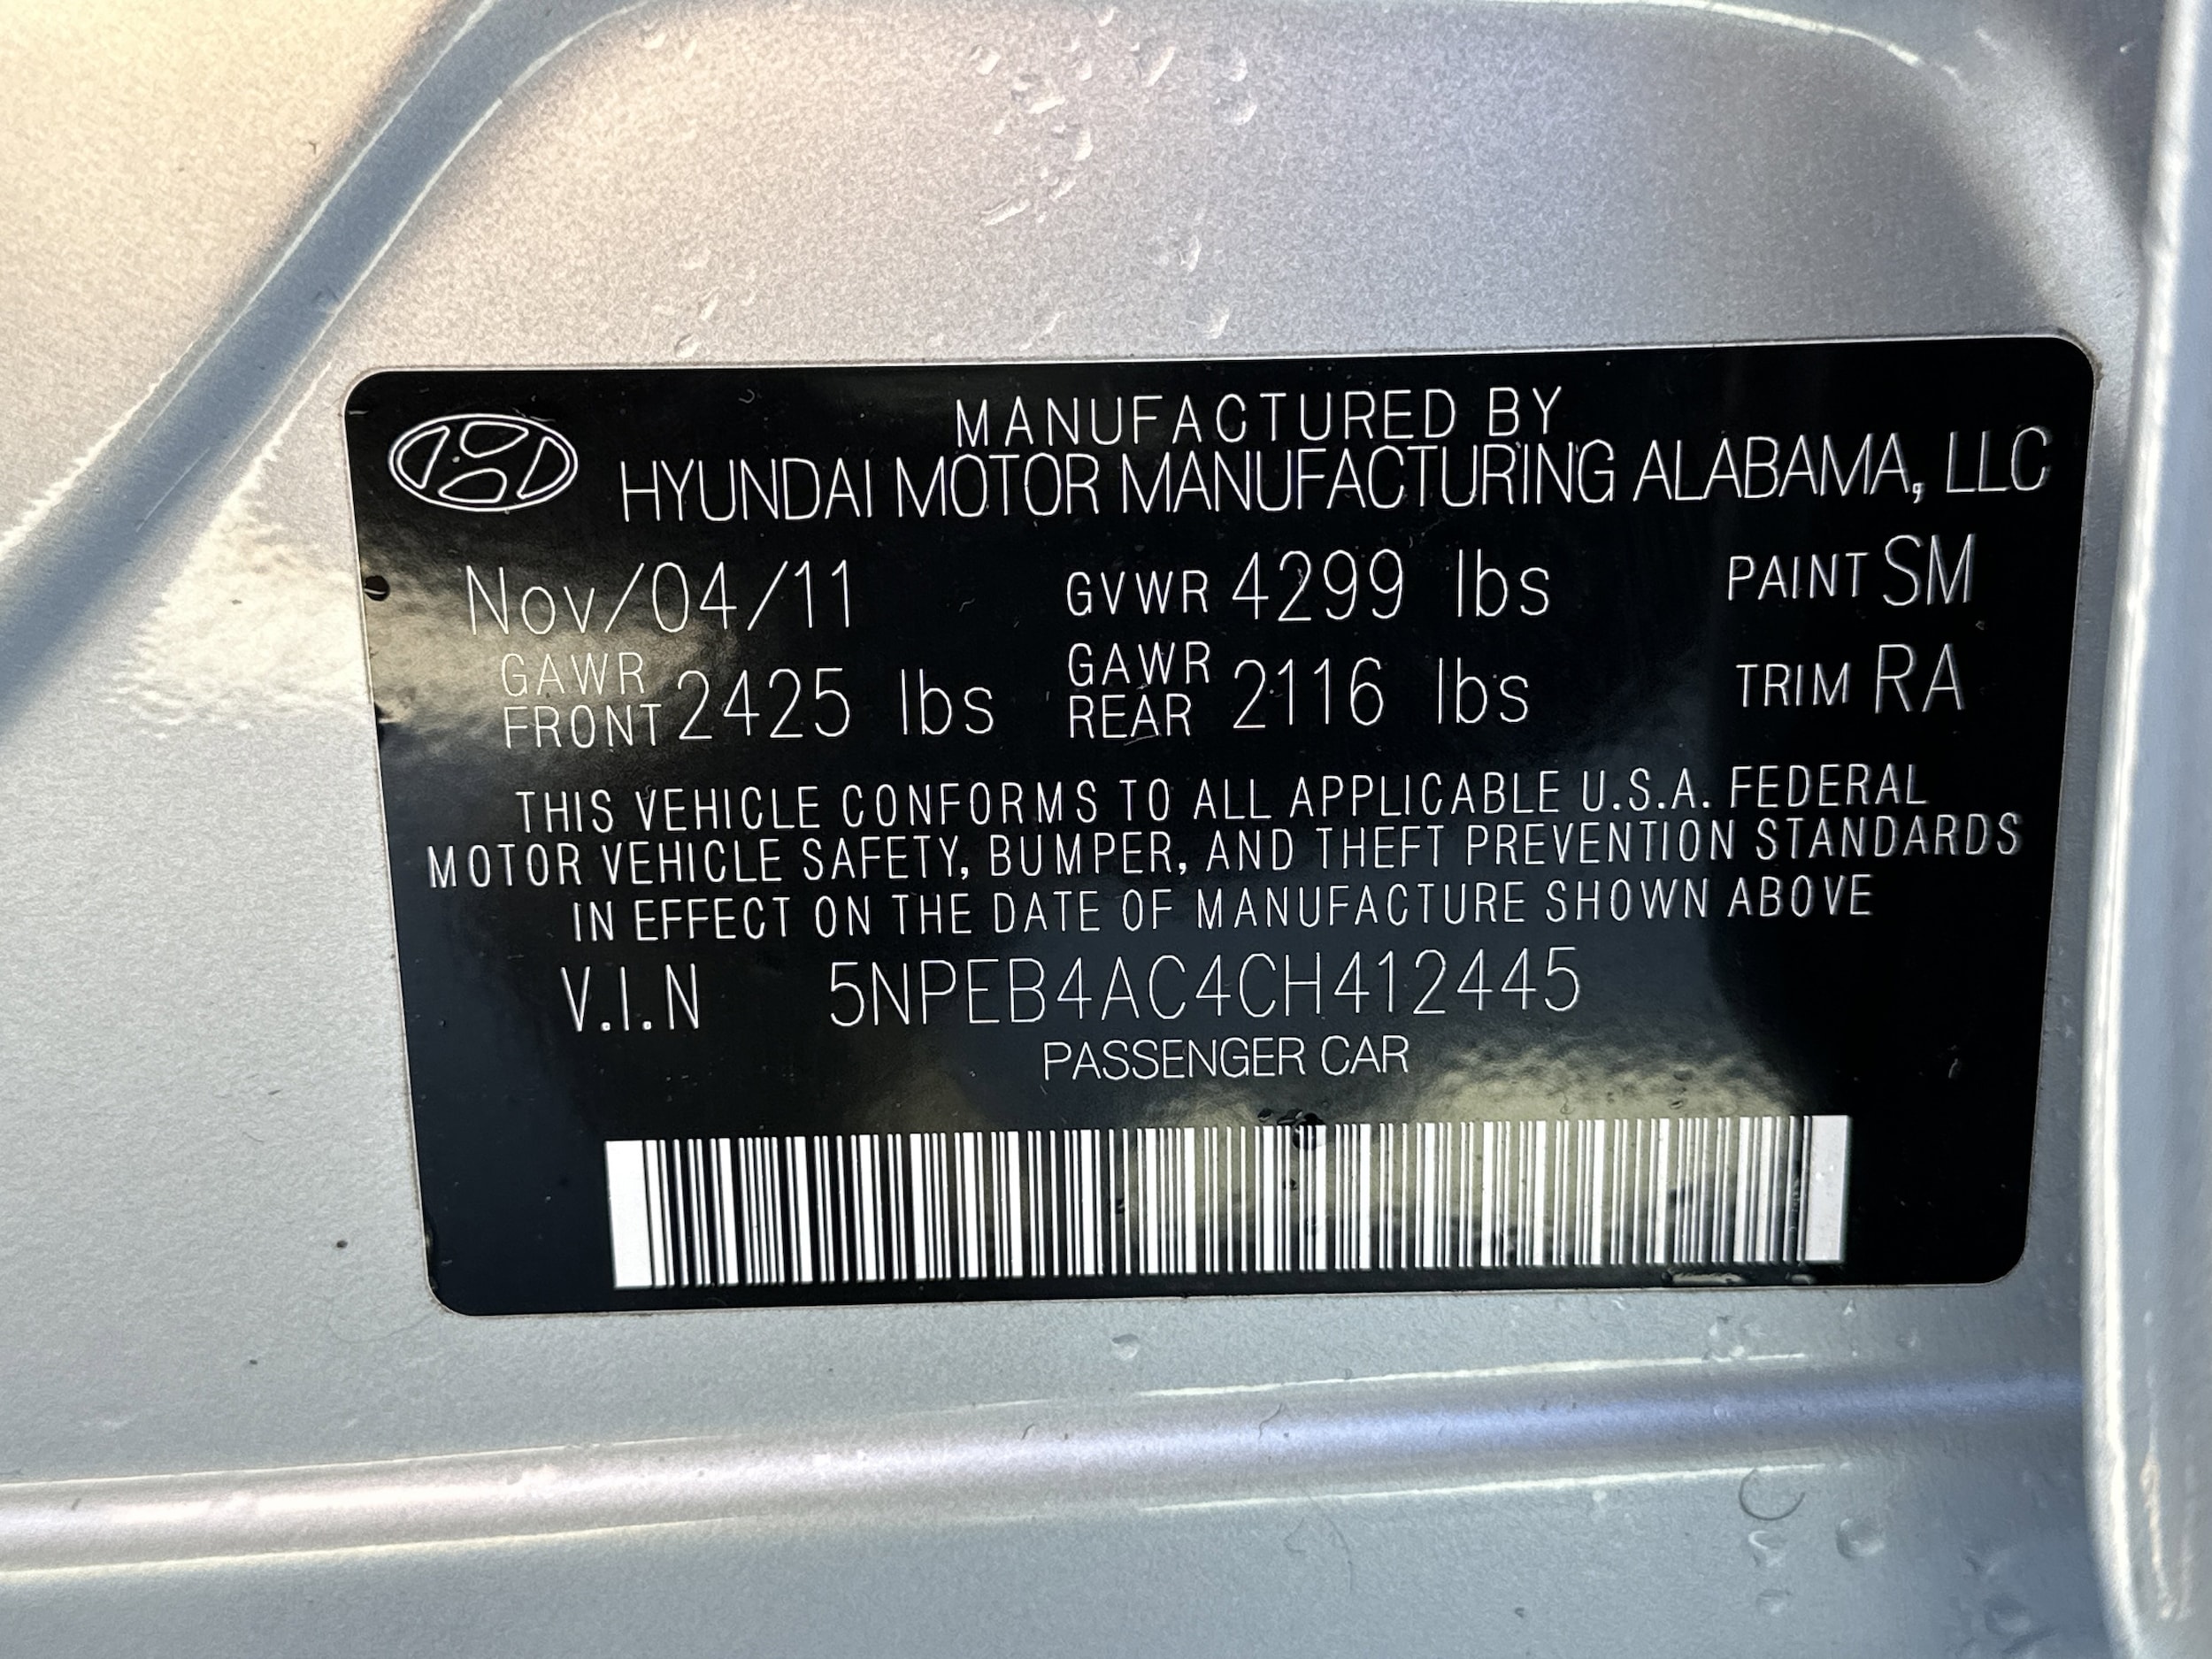 MANUFACTURED BY
HYUNDAI MOTOR MANUFACTURING ALABAMA, LLC
Nov/04/11 GVWR 4299 lbs PAINT SM
GAWR FRONT 2425 lbs GAWR REAR 2116 lbs TRIM RA
THIS VEHICLE CONFORMS TO ALL APPLICABLE U.S.A. FEDERAL
MOTOR VEHICLE SAFETY, BUMPER, AND THEFT PREVENTION STANDARDS
IN EFFECT ON THE DATE OF MANUFACTURE SHOWN ABOVE
V.I.N 5NPEB4AC4CH412445
PASSENGER CAR